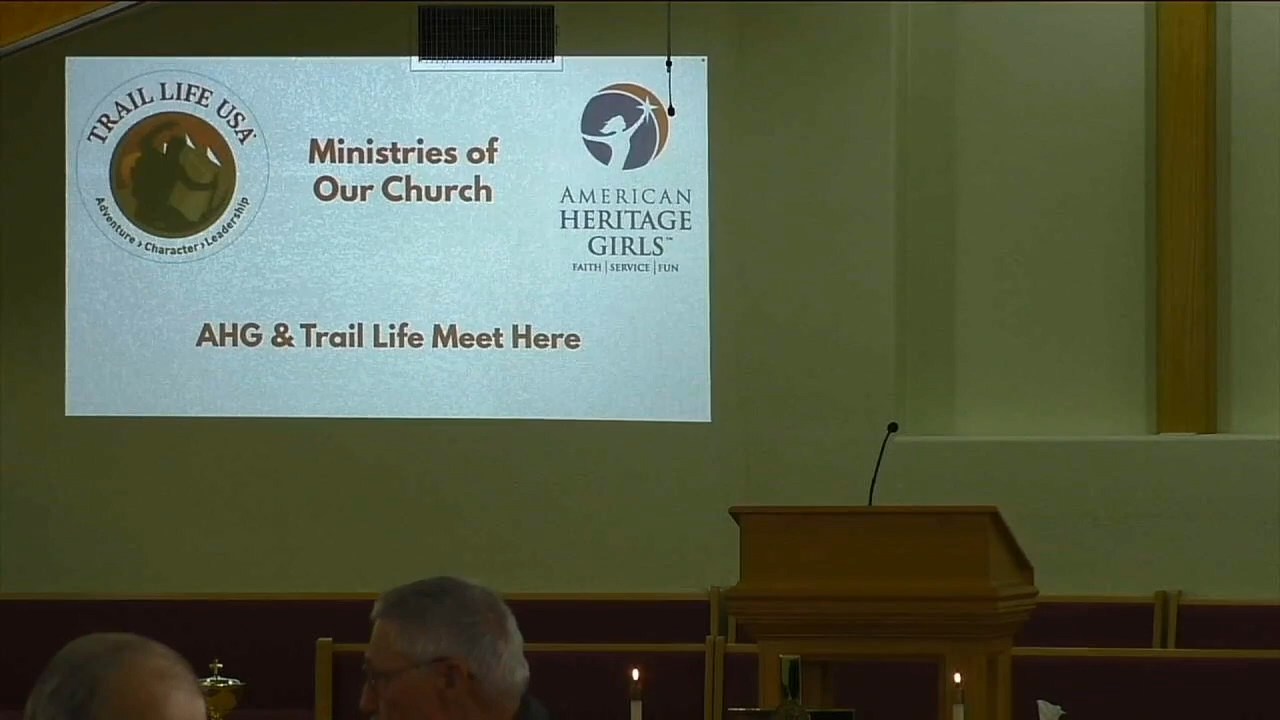 TRAIL LIFE USA
Adventure › Character › Leadership
Ministries of
Our Church
AMERICAN
HERITAGE
GIRLS™
FAITH | SERVICE | FUN
AHG & Trail Life Meet Here